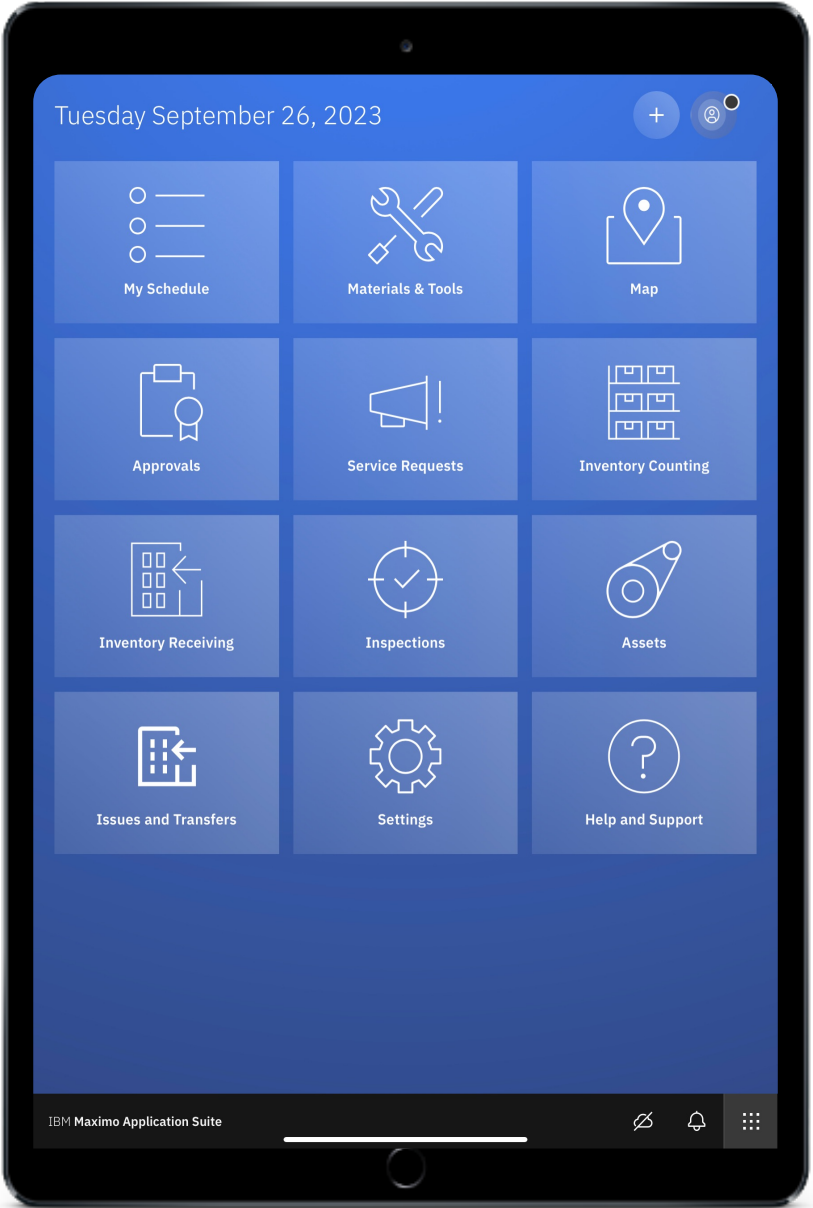 Tuesday September 26, 2023
My Schedule
Materials & Tools
Map
Approvals
Service Requests
Inventory Counting
Inventory Receiving
Inspections
Assets
Issues and Transfers
Settings
Help and Support
IBM Maximo Application Suite